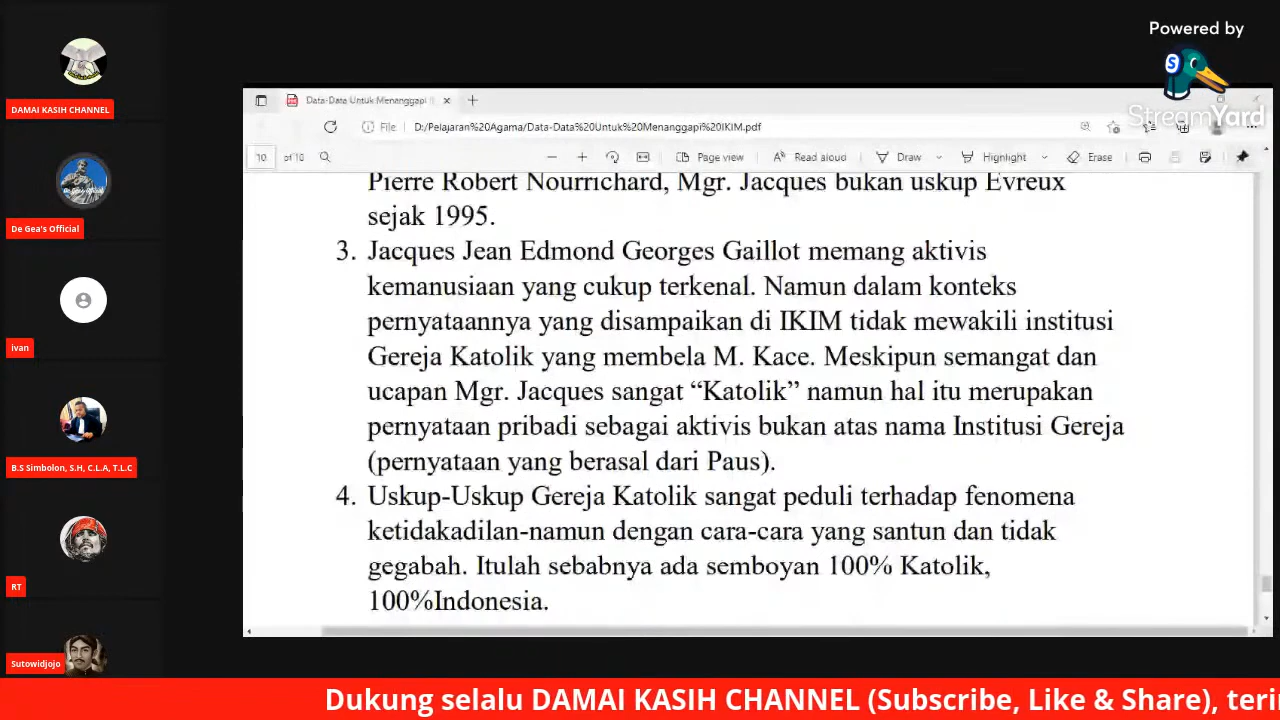 Powered by
StreamYard
DAMAI KASIH CHANNEL
De Gea's Official
ivan
B.S Simbolon, S.H, C.L.A, T.L.C
RT
Sutowidjojo
Data-Data Untuk Menanggapi I
File D:/Pelajaran%20Agama/Data-Data%20Untuk%20Menanggapi%20IKIM.pdf
10 of 10 Page view Read aloud Draw Highlight Erase
Pierre Robert Nourrichard, Mgr. Jacques bukan uskup Evreux
sejak 1995.
3. Jacques Jean Edmond Georges Gaillot memang aktivis
kemanusiaan yang cukup terkenal. Namun dalam konteks
pernyataannya yang disampaikan di IKIM tidak mewakili institusi
Gereja Katolik yang membela M. Kace. Meskipun semangat dan
ucapan Mgr. Jacques sangat “Katolik” namun hal itu merupakan
pernyataan pribadi sebagai aktivis bukan atas nama Institusi Gereja
(pernyataan yang berasal dari Paus).
4. Uskup-Uskup Gereja Katolik sangat peduli terhadap fenomena
ketidakadilan-namun dengan cara-cara yang santun dan tidak
gegabah. Itulah sebabnya ada semboyan 100% Katolik,
100%Indonesia.
Dukung selalu DAMAI KASIH CHANNEL (Subscribe, Like & Share), teri